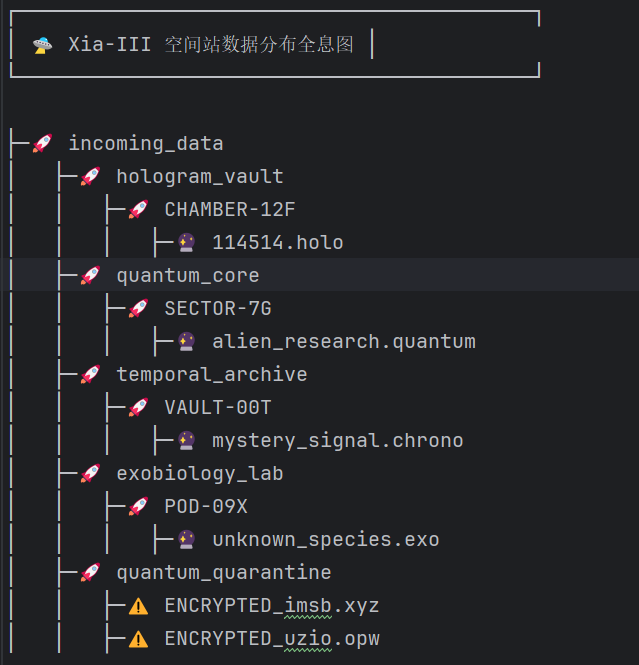 🛸 Xia-III 空间站数据分布全息图
🚀 incoming_data
🚀 hologram_vault
🚀 CHAMBER-12F
🔮 114514.holo
🚀 quantum_core
🚀 SECTOR-7G
🔮 alien_research.quantum
🚀 temporal_archive
🚀 VAULT-00T
🔮 mystery_signal.chrono
🚀 exobiology_lab
🚀 POD-09X
🔮 unknown_species.exo
🚀 quantum_quarantine
⚠️ ENCRYPTED_imsb.xyz
⚠️ ENCRYPTED_uzio.opw